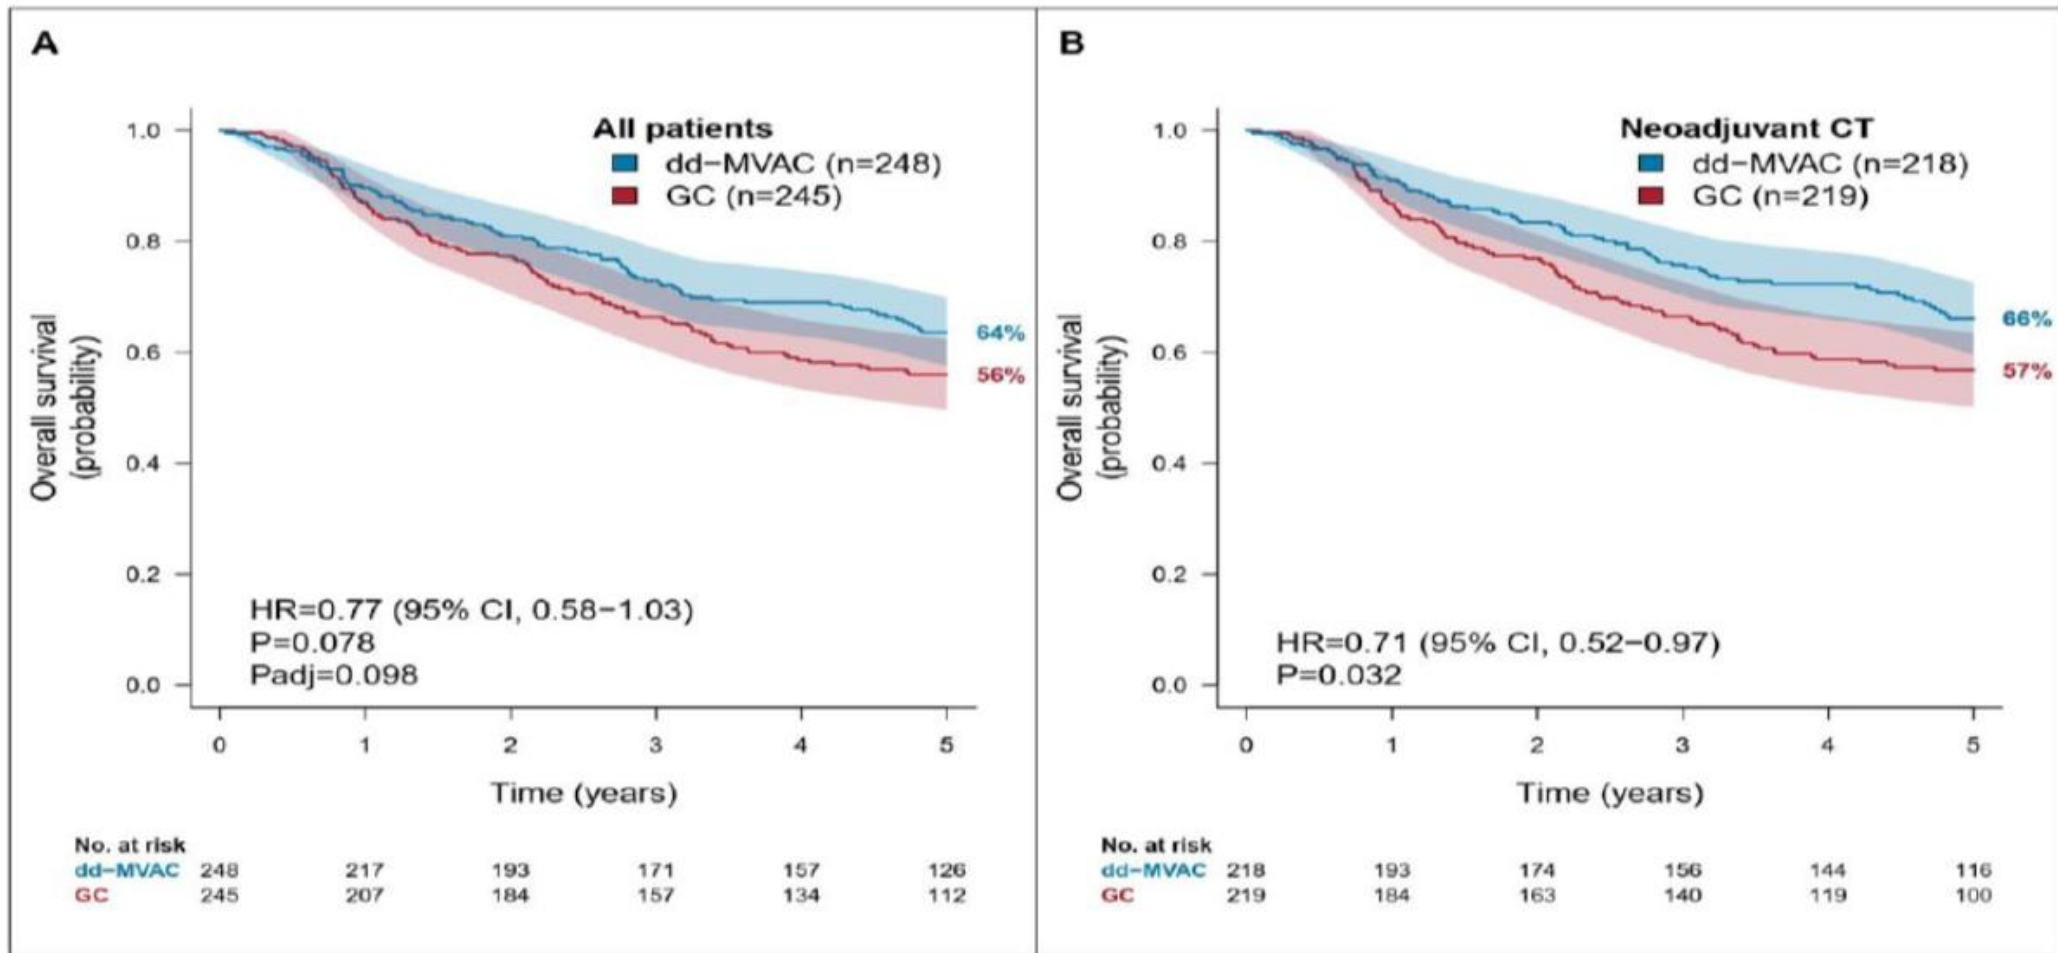 A
All patients
dd−MVAC (n=248)
GC (n=245)
1.0
0.8
0.6
0.4
0.2
0.0
Overall survival
(probability)
64%
56%
HR=0.77 (95% CI, 0.58−1.03)
P=0.078
Padj=0.098
0 1 2 3 4 5
Time (years)
No. at risk
dd−MVAC 248 217 193 171 157 126
GC 245 207 184 157 134 112
B
Neoadjuvant CT
dd−MVAC (n=218)
GC (n=219)
1.0
0.8
0.6
0.4
0.2
0.0
Overall survival
(probability)
66%
57%
HR=0.71 (95% CI, 0.52−0.97)
P=0.032
0 1 2 3 4 5
Time (years)
No. at risk
dd−MVAC 218 193 174 156 144 116
GC 219 184 163 140 119 100